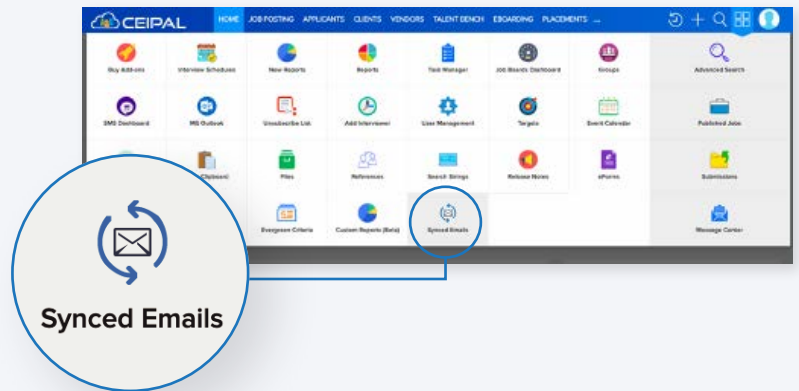 CEIPAL HOME JOB POSTING APPLICANTS CLIENTS VENDORS TALENT BENCH EBOARDING PLACEMENTS ...
Buy Add-ons Interview Schedules New Reports Reports Task Manager Job Boards Dashboard Groups Advanced Search
SMS Dashboard MS Outlook Unsubscribe List Add Interviewer User Management Targets Event Calendar Published Jobs
Clipboard Files References Search Strings Release Notes eForms Submissions
Evergreen Criteria Custom Reports (Beta) Synced Emails Message Center
Synced Emails